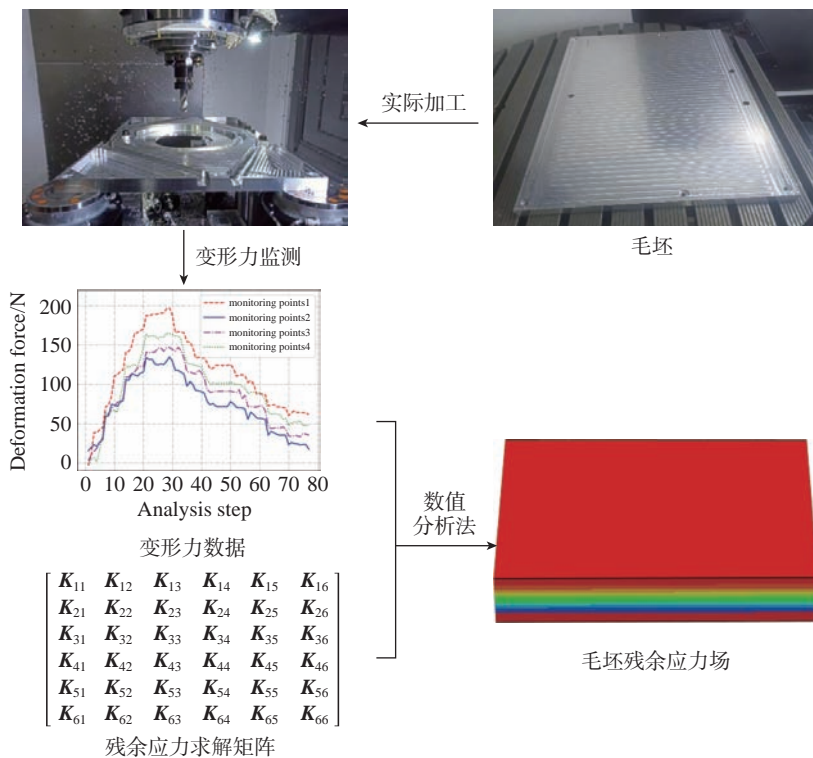 实际加工
毛坯
变形力监测
Deformation force/N
200
150
100
50
0
monitoring points1
monitoring points2
monitoring points3
monitoring points4
0 10 20 30 40 50 60 70 80
Analysis step
变形力数据
K11 K12 K13 K14 K15 K16
K21 K22 K23 K24 K25 K26
K31 K32 K33 K34 K35 K36
K41 K42 K43 K44 K45 K46
K51 K52 K53 K54 K55 K56
K61 K62 K63 K64 K65 K66
残余应力求解矩阵
数值
分析法
毛坯残余应力场